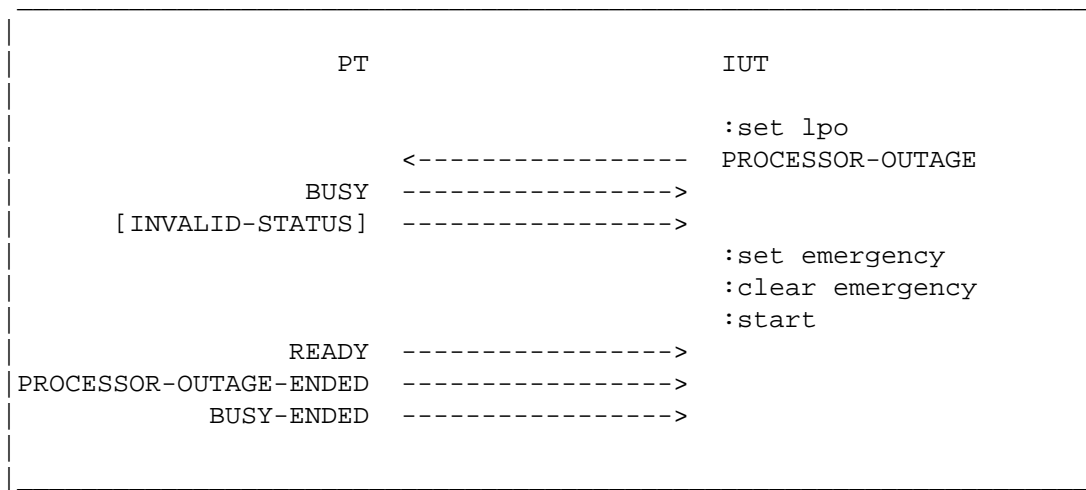 PT IUT
:set lpo
<----------------- PROCESSOR-OUTAGE
BUSY ----------------->
[INVALID-STATUS] ----------------->
:set emergency
:clear emergency
:start
READY ----------------->
PROCESSOR-OUTAGE-ENDED ----------------->
BUSY-ENDED ----------------->